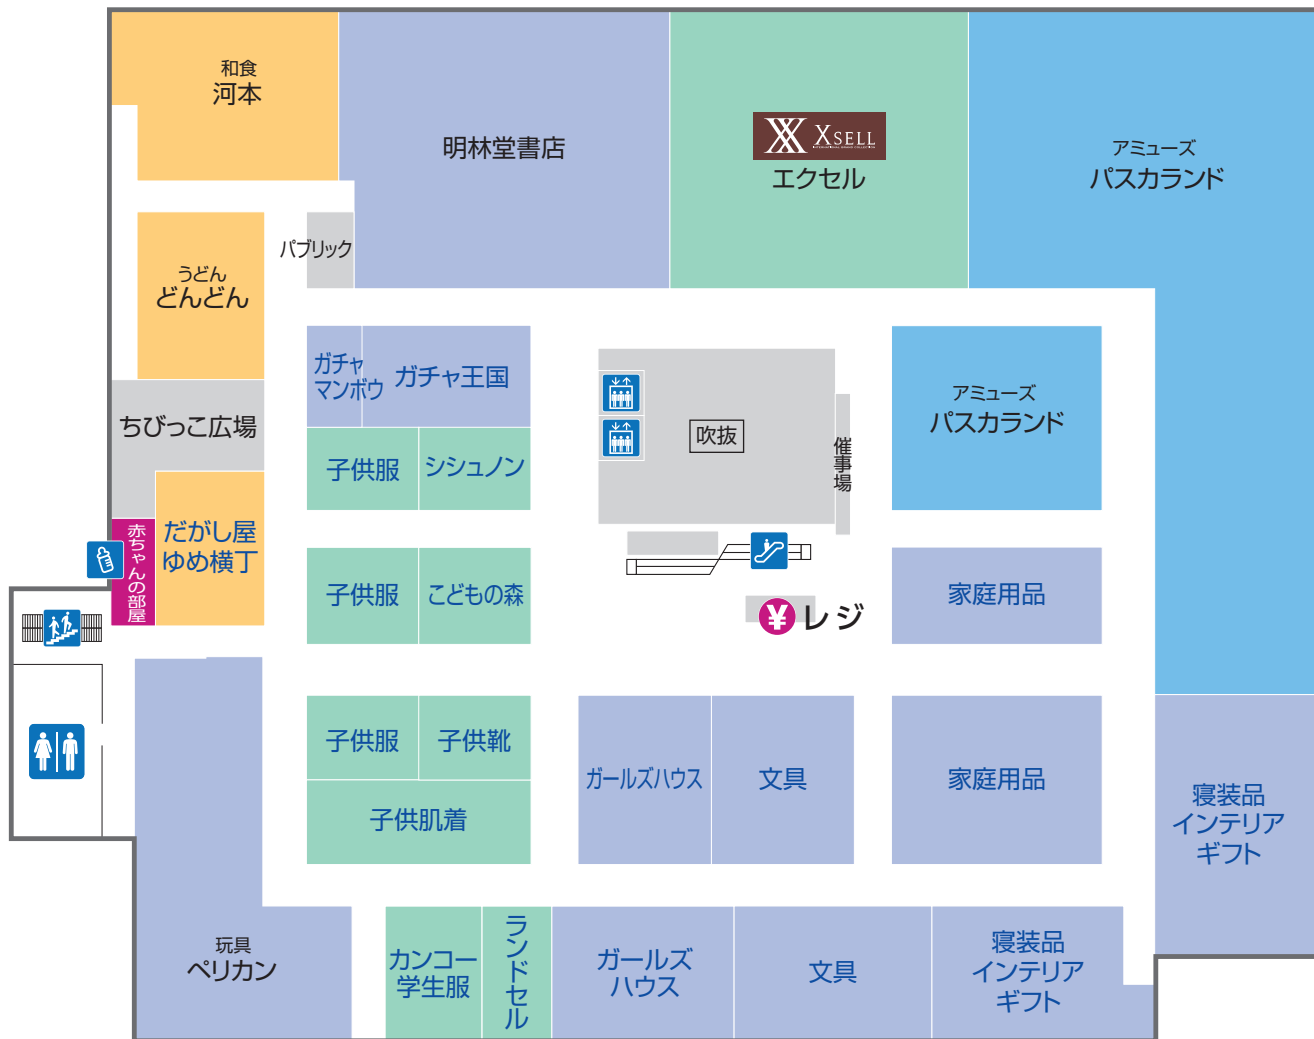 和食
河本
明林堂書店
XSELL
エクセル
アミューズ
パスカランド
パブリック
うどん
どんどん
ガチャ
マンボウ
ガチャ王国
吹抜
催事場
アミューズ
パスカランド
ちびっこ広場
子供服
シシュノン
だがし屋
ゆめ横丁
赤ちゃんの部屋
子供服
こどもの森
家庭用品
¥レジ
子供服
子供靴
子供肌着
ガールズハウス
文具
家庭用品
寝装品
インテリア
ギフト
玩具
ペリカン
カンコー
学生服
ランドセル
ガールズ
ハウス
文具
寝装品
インテリア
ギフト